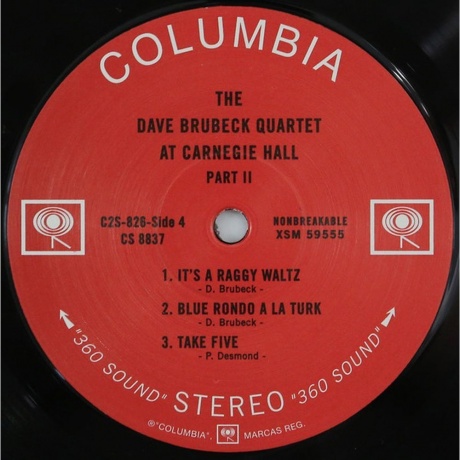 COLUMBIA
THE
DAVE BRUBECK QUARTET
AT CARNEGIE HALL
PART II
C2S-826-Side 4
CS 8837
NONBREAKABLE
XSM 59555
1. IT'S A RAGGY WALTZ
- D. Brubeck -
2. BLUE RONDO A LA TURK
- D. Brubeck -
3. TAKE FIVE
- P. Desmond -
"360 SOUND" STEREO "360 SOUND"
®"COLUMBIA", MARCAS REG.